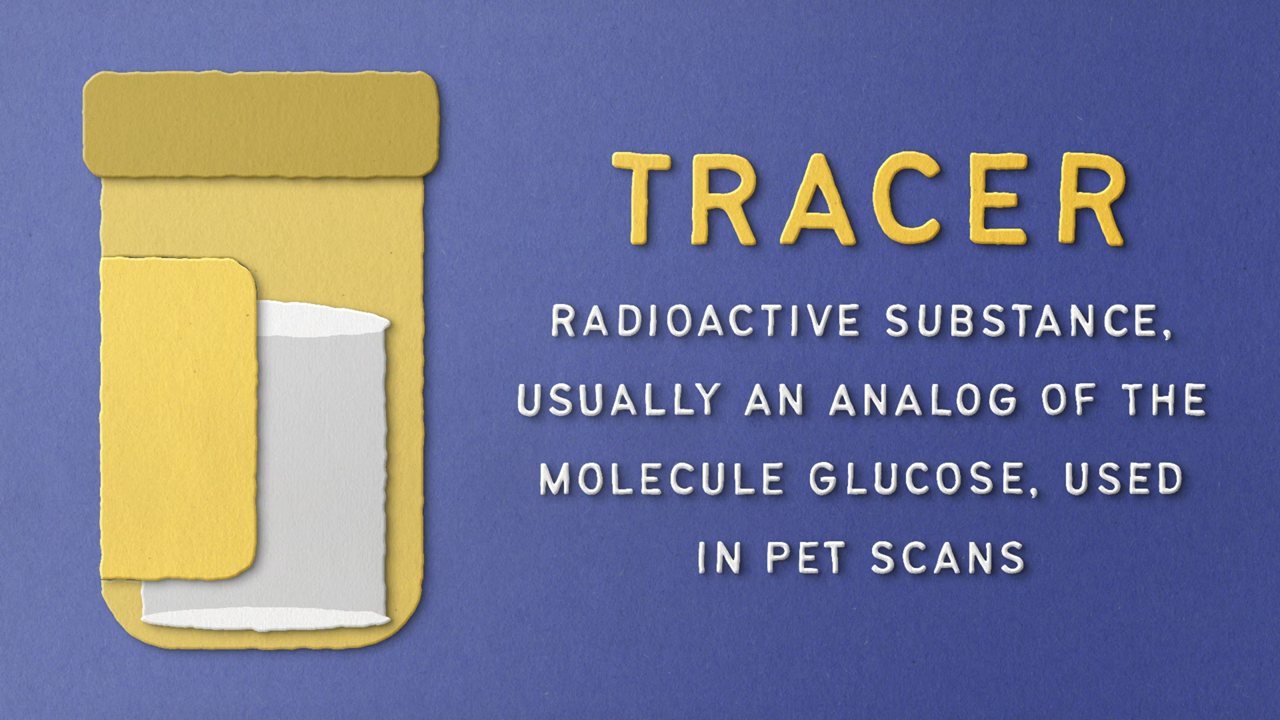 TRACER
RADIOACTIVE SUBSTANCE,
USUALLY AN ANALOG OF THE
MOLECULE GLUCOSE, USED
IN PET SCANS